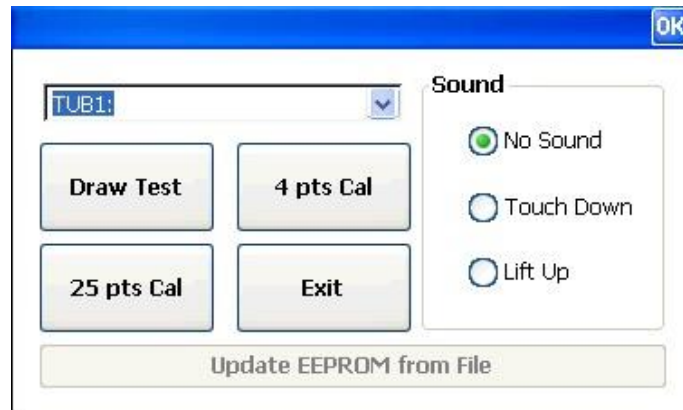 OK
TUB1:
Sound
No Sound
Touch Down
Lift Up
Draw Test
4 pts Cal
25 pts Cal
Exit
Update EEPROM from File